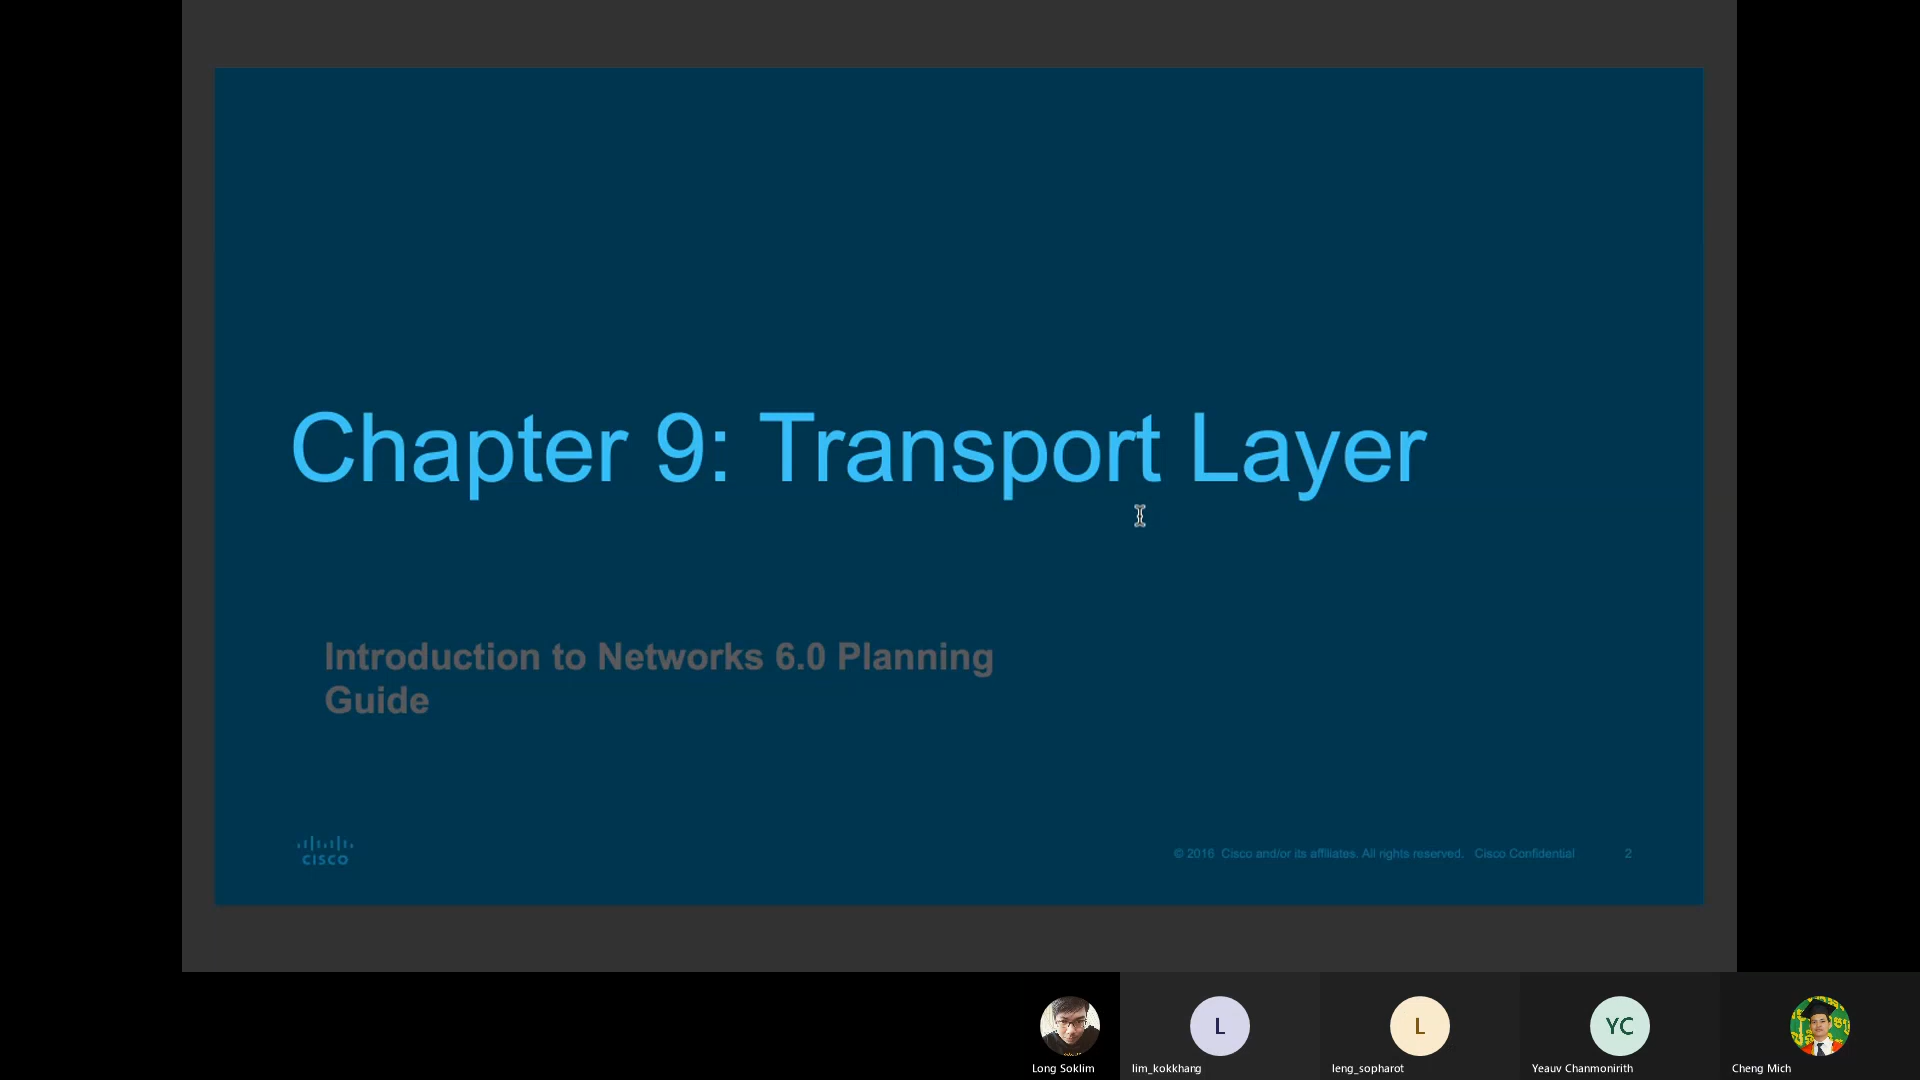 Chapter 9: Transport Layer
Introduction to Networks 6.0 Planning
Guide
CISCO
© 2016 Cisco and/or its affiliates. All rights reserved. Cisco Confidential 2
L
L
YC
Long Soklim
lim_kokkhang
leng_sopharot
Yeauv Chanmonirith
Cheng Mich